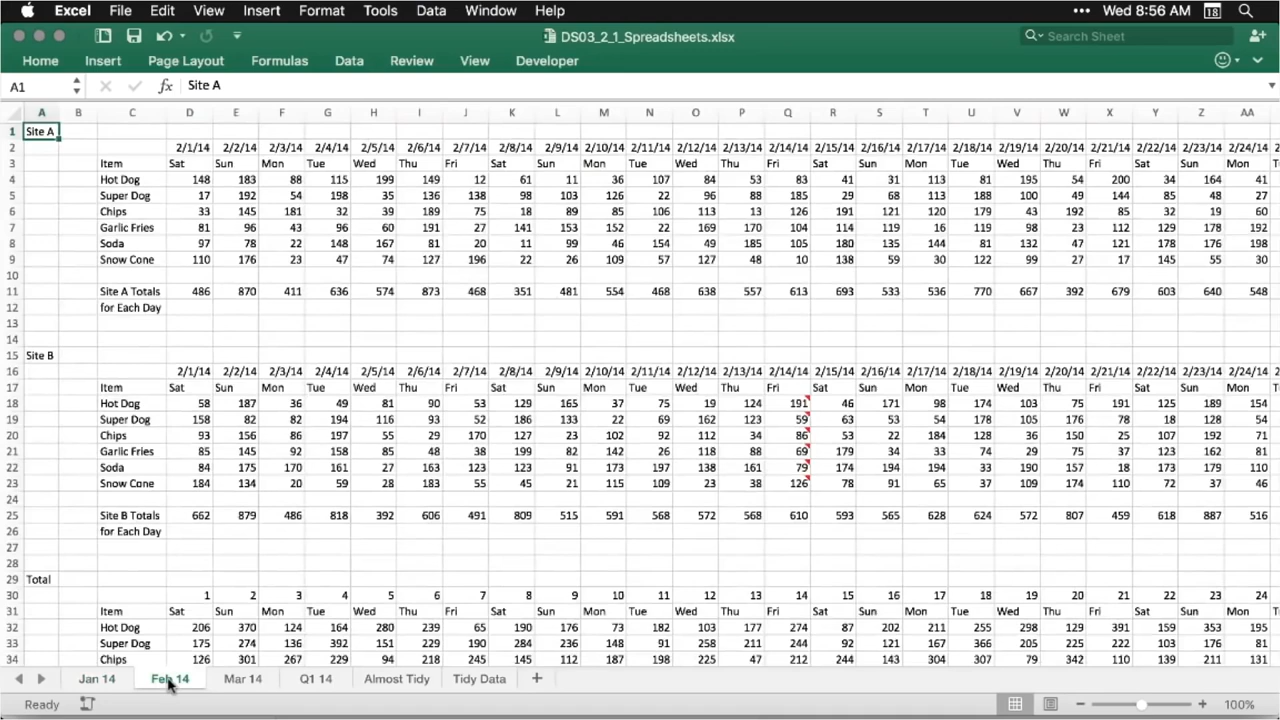 Excel File Edit View Insert Format Tools Data Window Help ••• Wed 8:56 AM 18
DS03_2_1_Spreadsheets.xlsx Search Sheet
Home Insert Page Layout Formulas Data Review View Developer
A1 fx Site A
A B C D E F G H I J K L M N O P Q R S T U V W X Y Z AA
1 Site A
2 2/1/14 2/2/14 2/3/14 2/4/14 2/5/14 2/6/14 2/7/14 2/8/14 2/9/14 2/10/14 2/11/14 2/12/14 2/13/14 2/14/14 2/15/14 2/16/14 2/17/14 2/18/14 2/19/14 2/20/14 2/21/14 2/22/14 2/23/14 2/24/14
3 Item Sat Sun Mon Tue Wed Thu Fri Sat Sun Mon Tue Wed Thu Fri Sat Sun Mon Tue Wed Thu Fri Sat Sun Mon
4 Hot Dog 148 183 88 115 199 149 12 61 11 36 107 84 53 83 41 31 113 81 195 54 200 34 164 41
5 Super Dog 17 192 54 198 35 136 138 98 103 126 22 96 88 185 29 68 113 188 100 49 144 85 48 27
6 Chips 33 145 181 32 39 189 75 18 89 85 106 113 13 126 191 121 120 179 43 192 85 32 19 60
7 Garlic Fries 81 96 43 96 60 191 27 141 153 152 22 169 170 104 114 119 16 119 98 23 112 129 178 192
8 Soda 97 78 22 148 167 81 20 11 99 46 154 49 185 105 180 135 144 81 132 47 121 178 176 198
9 Snow Cone 110 176 23 47 74 127 196 22 26 109 57 127 48 10 138 59 30 122 99 27 17 145 55 30
10
11 Site A Totals 486 870 411 636 574 873 468 351 481 554 468 638 557 613 693 533 536 770 667 392 679 603 640 548
12 for Each Day
13
14
15 Site B
16 2/1/14 2/2/14 2/3/14 2/4/14 2/5/14 2/6/14 2/7/14 2/8/14 2/9/14 2/10/14 2/11/14 2/12/14 2/13/14 2/14/14 2/15/14 2/16/14 2/17/14 2/18/14 2/19/14 2/20/14 2/21/14 2/22/14 2/23/14 2/24/14
17 Item Sat Sun Mon Tue Wed Thu Fri Sat Sun Mon Tue Wed Thu Fri Sat Sun Mon Tue Wed Thu Fri Sat Sun Mon
18 Hot Dog 58 187 36 49 81 90 53 129 165 37 75 19 124 191 46 171 98 174 103 75 191 125 189 154
19 Super Dog 158 82 82 194 116 93 52 186 133 22 69 162 123 59 63 53 54 178 105 176 78 18 128 54
20 Chips 93 156 86 197 55 29 170 127 23 102 92 112 34 86 53 22 184 128 36 150 25 107 192 71
21 Garlic Fries 85 145 92 158 85 48 38 199 82 142 26 118 88 69 179 34 33 74 29 75 37 123 162 81
22 Soda 84 175 170 161 27 163 123 123 91 173 197 138 161 79 174 194 194 33 190 157 18 173 179 110
23 Snow Cone 184 134 20 59 28 183 55 45 21 115 109 23 38 126 78 91 65 37 109 174 110 72 37 46
24
25 Site B Totals 662 879 486 818 392 606 491 809 515 591 568 572 568 610 593 565 628 624 572 807 459 618 887 516
26 for Each Day
27
28
29 Total
30 1 2 3 4 5 6 7 8 9 10 11 12 13 14 15 16 17 18 19 20 21 22 23 24
31 Item Sat Sun Mon Tue Wed Thu Fri Sat Sun Mon Tue Wed Thu Fri Sat Sun Mon Tue Wed Thu Fri Sat Sun Mon
32 Hot Dog 206 370 124 164 280 239 65 190 176 73 182 103 177 274 87 202 211 255 298 129 391 159 353 195
33 Super Dog 175 274 136 392 151 229 190 284 236 148 91 258 211 244 92 121 167 366 205 225 222 103 176 81
34 Chips 126 301 267 229 94 218 245 145 112 187 198 225 47 212 244 143 304 307 79 342 110 139 211 131
Jan 14 Feb 14 Mar 14 Q1 14 Almost Tidy Tidy Data +
Ready 100%